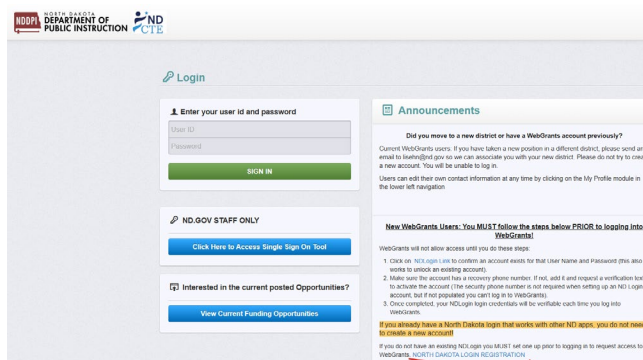 NDDPI
NORTH DAKOTA
DEPARTMENT OF
PUBLIC INSTRUCTION
ND
CTE
Login
Enter your user id and password
User ID
Password
SIGN IN
ND.GOV STAFF ONLY
Click Here to Access Single Sign On Tool
Interested in the current posted Opportunities?
View Current Funding Opportunities
Announcements
Did you move to a new district or have a WebGrants account previously?
Current WebGrants users: If you have taken a new position in a different district, please send an
email to lisehn@nd.gov so we can associate you with your new district. Please do not try to crea
a new account. You will be unable to log in.
Users can edit their own contact information at any time by clicking on the My Profile module in
the lower left navigation
New WebGrants Users: You MUST follow the steps below PRIOR to logging into
WebGrants!
WebGrants will not allow access until you do these steps:
1. Click on NDLogin Link to confirm an account exists for that User Name and Password (this also
works to unlock an existing account).
2. Make sure the account has a recovery phone number. If not, add it and request a verification text
to activate the account (The security phone number is not required when setting up an ND Login
account, but if not populated you can't log in to WebGrants).
3. Once completed, your NDLogin login credentials will be verifiable each time you log into
WebGrants.
If you already have a North Dakota login that works with other ND apps, you do not need
to create a new account!
If you do not have an existing NDLogin you MUST set one up prior to logging in to request access to
WebGrants. NORTH DAKOTA LOGIN REGISTRATION